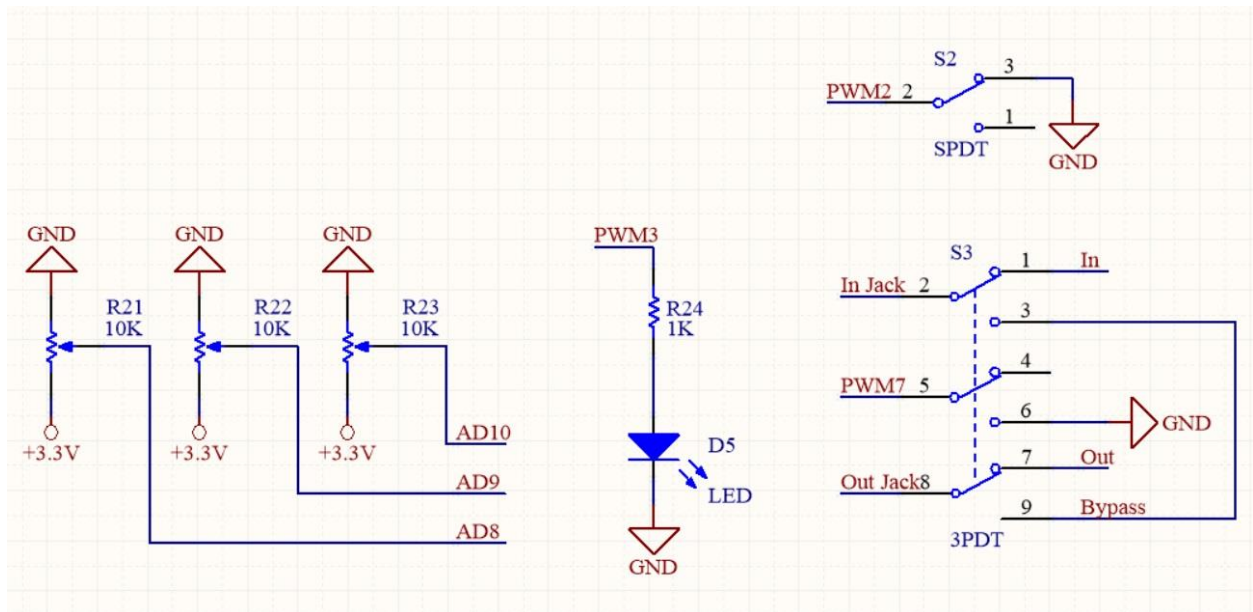 S2
3
PWM2 2
1
SPDT
GND
GND
GND
GND
R21
10K
R22
10K
R23
10K
+3.3V
+3.3V
+3.3V
AD10
AD9
AD8
PWM3
R24
1K
D5
LED
GND
S3
1 In
In Jack 2
3
4
PWM7 5
6 GND
7 Out
Out Jack8
9 Bypass
3PDT